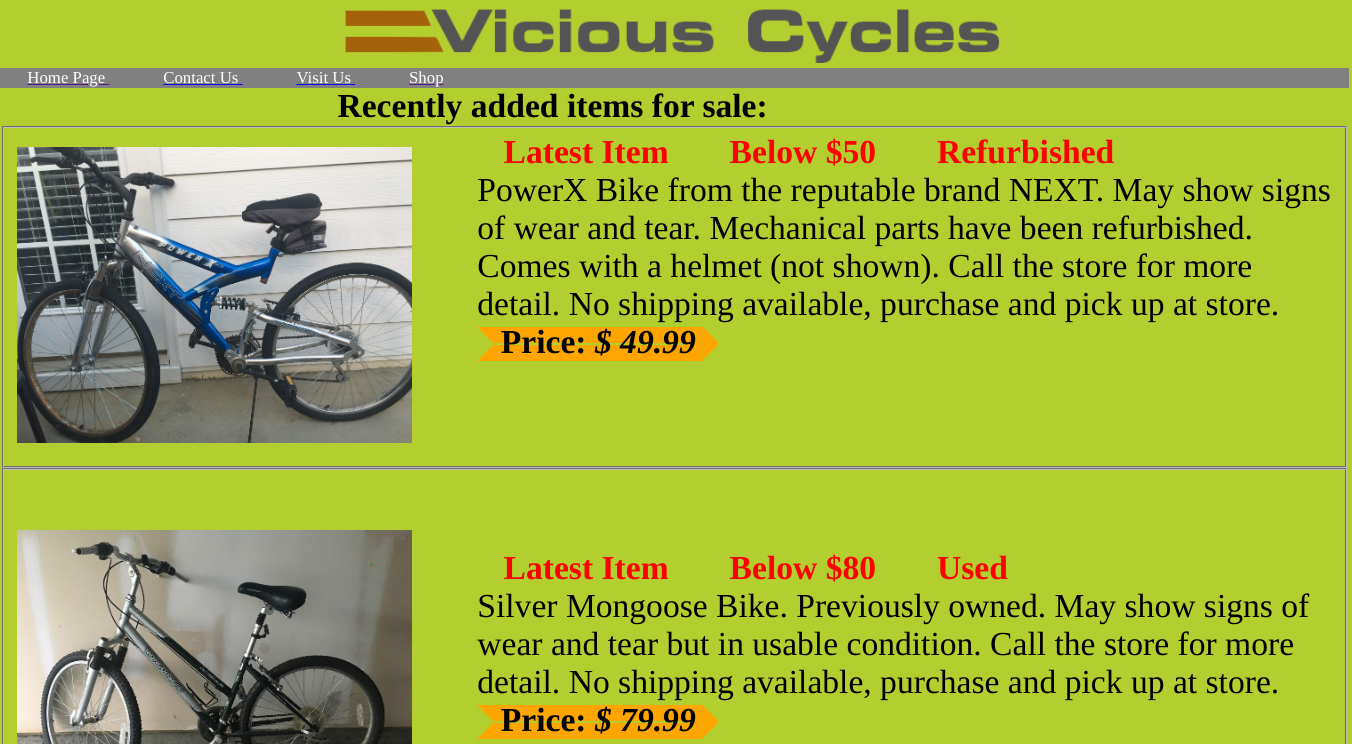 Vicious Cycles
Home Page Contact Us Visit Us Shop
Recently added items for sale:
Latest Item Below $50 Refurbished
POWER X
NEXT
PowerX Bike from the reputable brand NEXT. May show signs
of wear and tear. Mechanical parts have been refurbished.
Comes with a helmet (not shown). Call the store for more
detail. No shipping available, purchase and pick up at store.
Price: $ 49.99
Latest Item Below $80 Used
Silver Mongoose Bike. Previously owned. May show signs of
wear and tear but in usable condition. Call the store for more
detail. No shipping available, purchase and pick up at store.
Price: $ 79.99